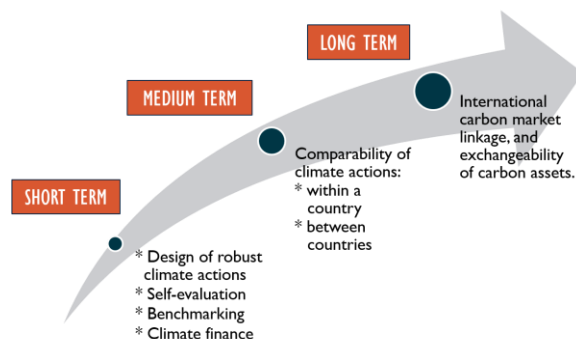 SHORT TERM
* Design of robust
climate actions
* Self-evaluation
* Benchmarking
* Climate finance
MEDIUM TERM
Comparability of
climate actions:
* within a
country
* between
countries
LONG TERM
International
carbon market
linkage, and
exchangeability
of carbon assets.